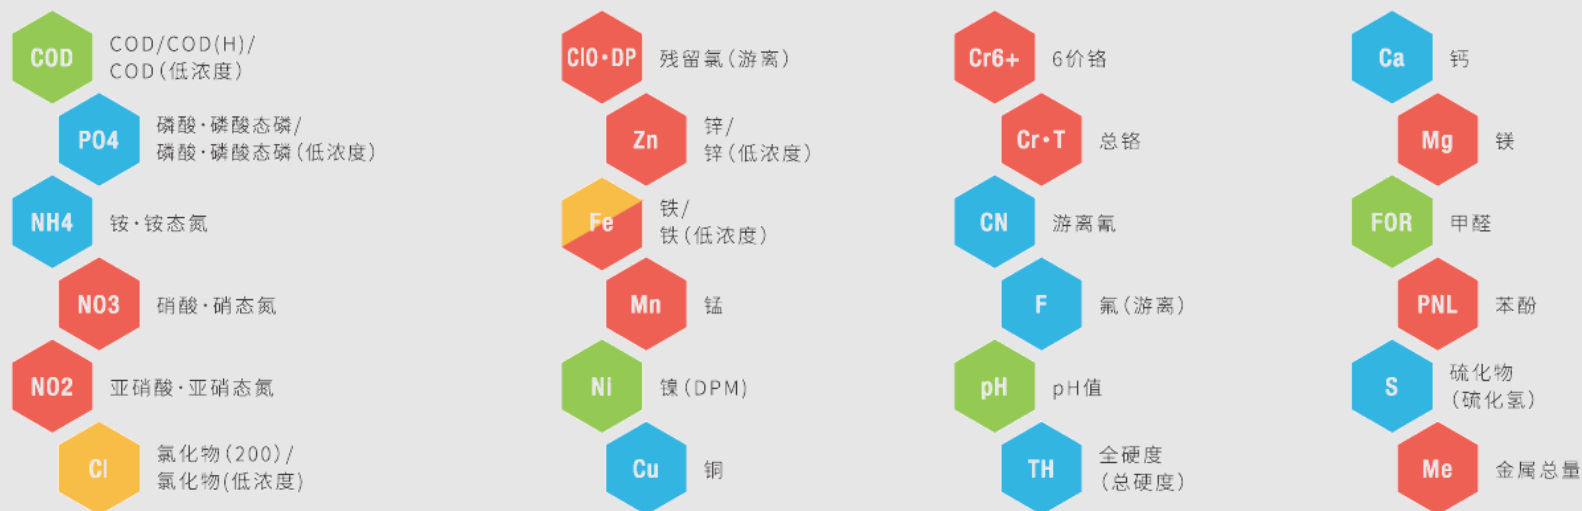 COD
COD/COD(H)/
COD(低浓度)
PO4
磷酸·磷酸态磷/
磷酸·磷酸态磷(低浓度)
NH4
铵·铵态氮
NO3
硝酸·硝态氮
NO2
亚硝酸·亚硝态氮
Cl
氯化物(200)/
氯化物(低浓度)
ClO·DP
残留氯(游离)
Zn
锌/
锌(低浓度)
Fe
铁/
铁(低浓度)
Mn
锰
Ni
镍(DPM)
Cu
铜
Cr6+
6价铬
Cr·T
总铬
CN
游离氰
F
氟(游离)
pH
pH值
TH
全硬度
(总硬度)
Ca
钙
Mg
镁
FOR
甲醛
PNL
苯酚
S
硫化物
(硫化氢)
Me
金属总量